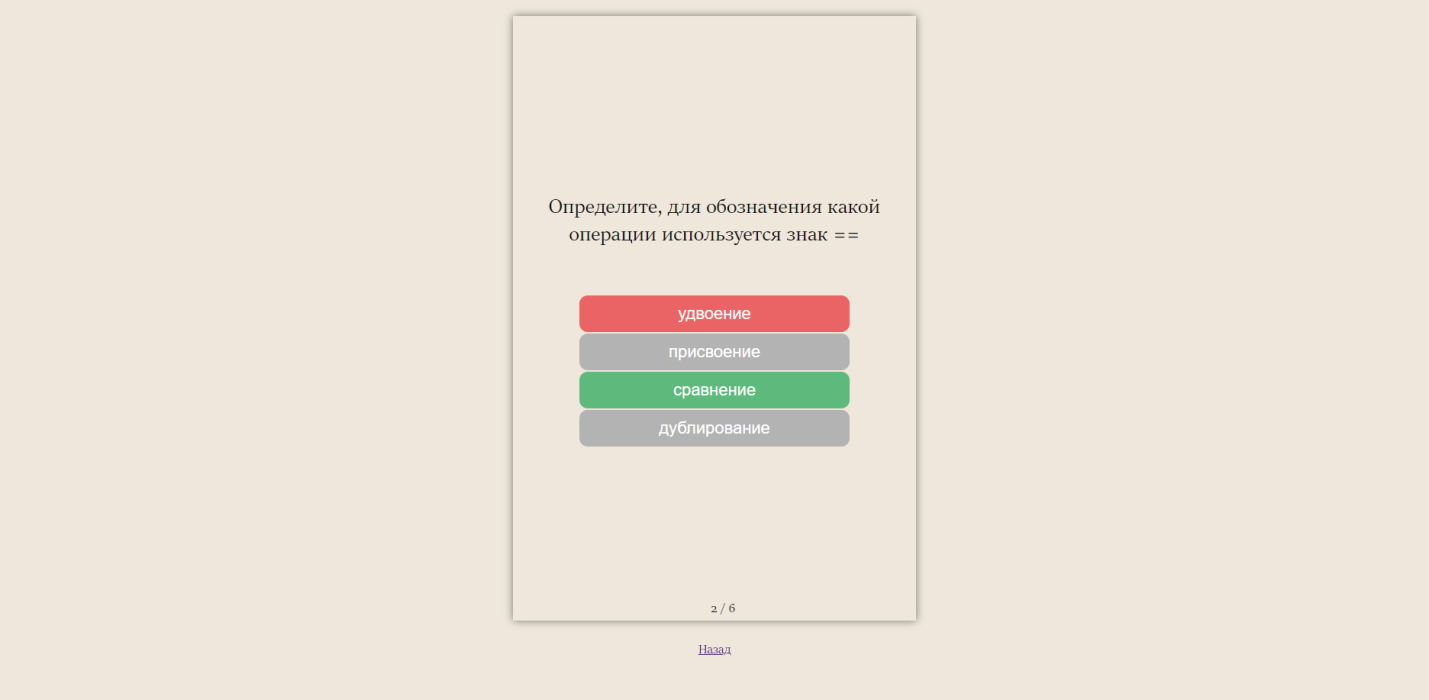 Определите, для обозначения какой
операции используется знак ==
удвоение
присвоение
сравнение
дублирование
2 / 6
Назад